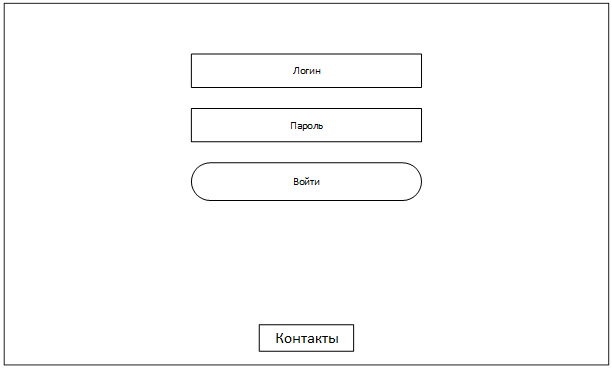 Логин
Пароль
Войти
Контакты